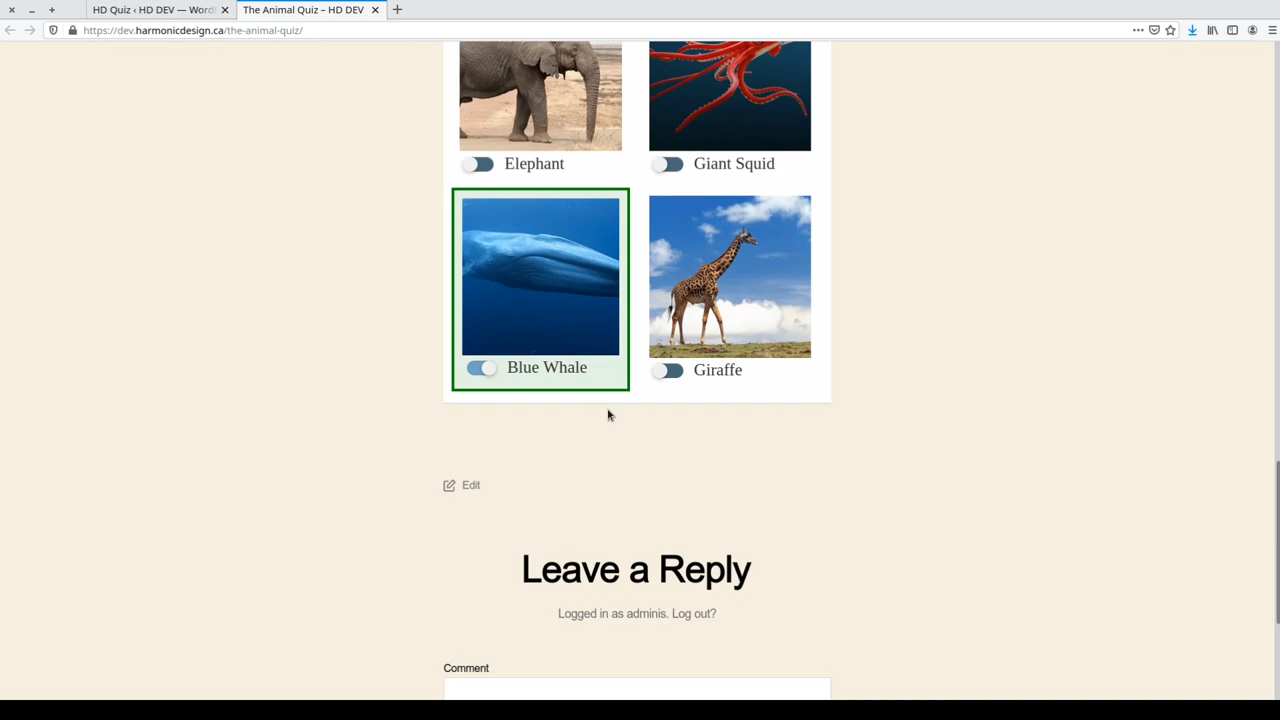 HD Quiz ‹ HD DEV — Word
The Animal Quiz – HD DEV
https://dev.harmonicdesign.ca/the-animal-quiz/
Elephant
Giant Squid
Blue Whale
Giraffe
Edit
Leave a Reply
Logged in as adminis. Log out?
Comment